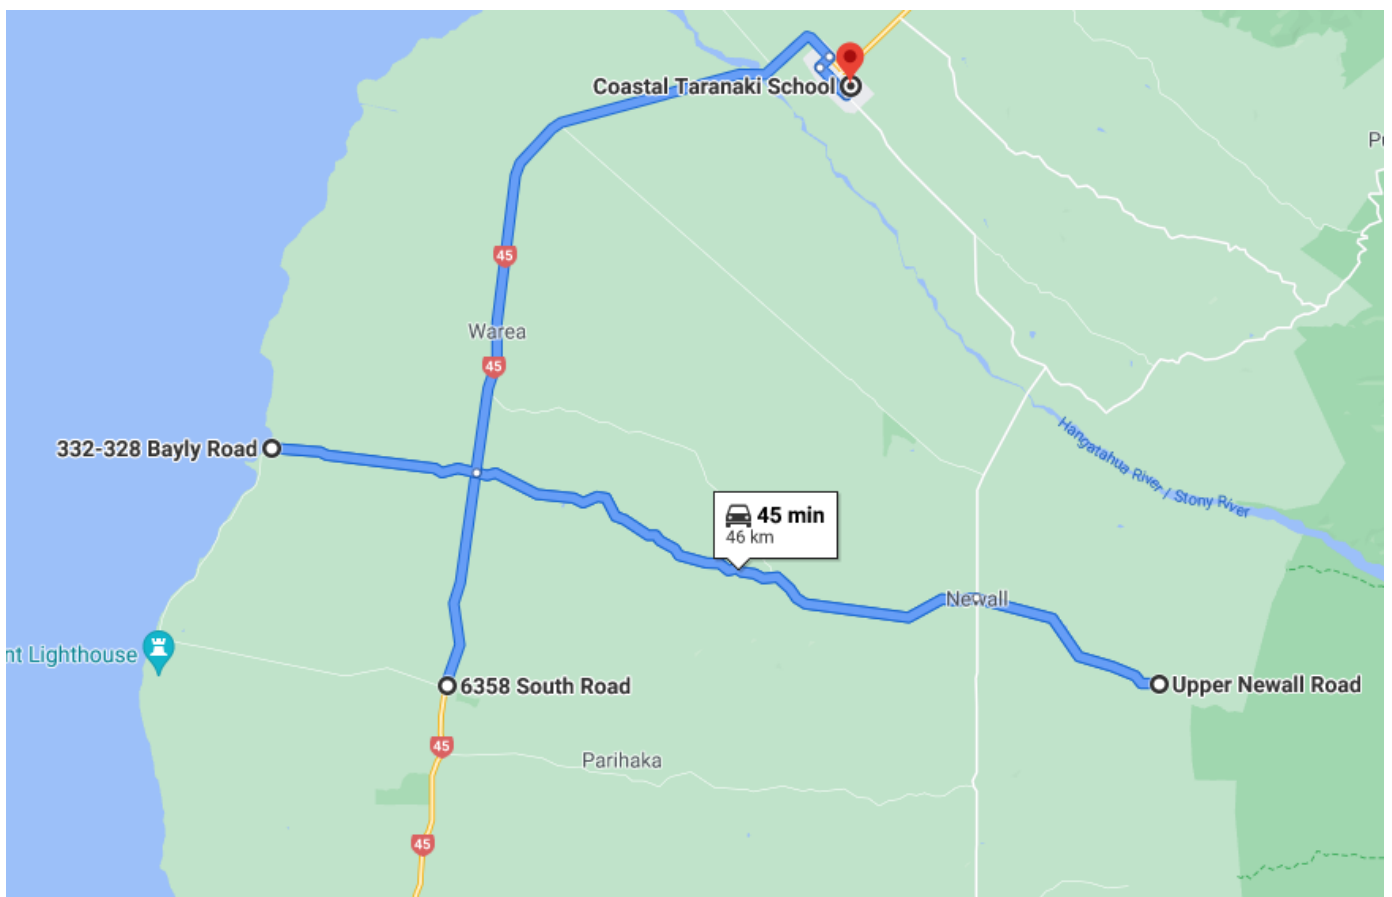 Coastal Taranaki School
P
45
Warea
45
332-328 Bayly Road
Hangatahua River / Stony River
45 min
46 km
Newall
nt Lighthouse
6358 South Road
Upper Newall Road
45
Parihaka
45